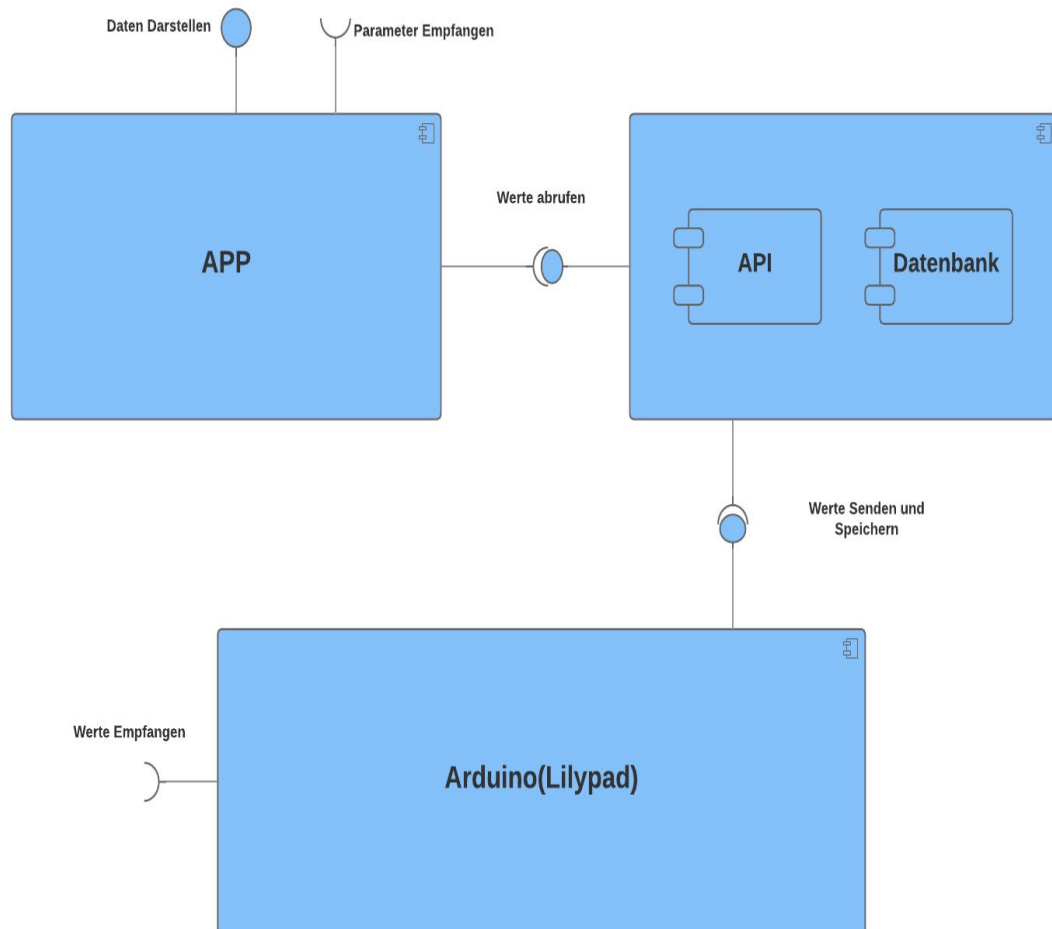 Daten Darstellen
Parameter Empfangen
APP
Werte abrufen
API
Datenbank
Werte Senden und
Speichern
Werte Empfangen
Arduino(Lilypad)